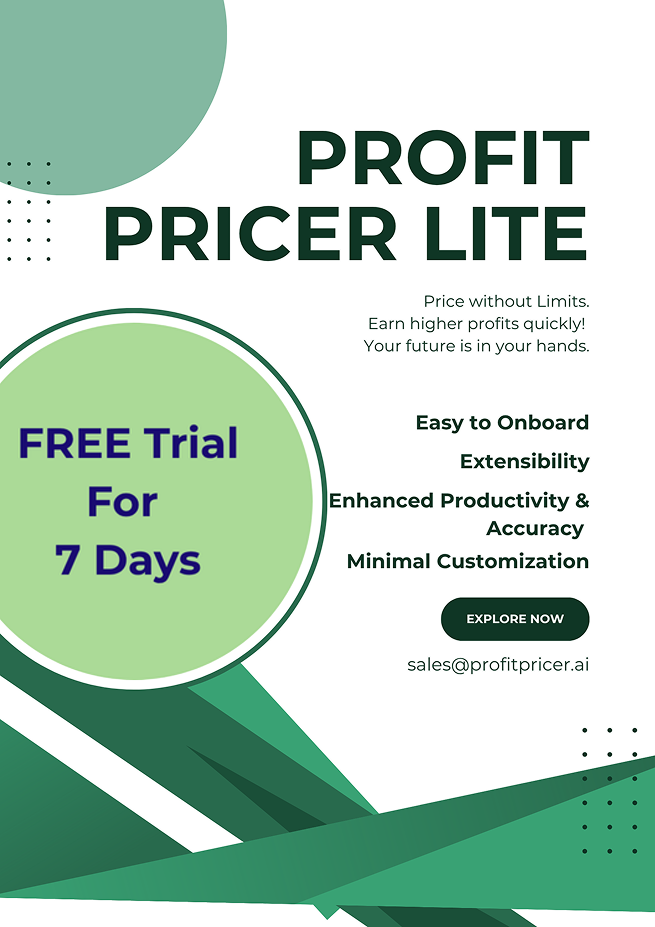 PROFIT
PRICER LITE
Price without Limits.
Earn higher profits quickly!
Your future is in your hands.
FREE Trial
For
7 Days
Easy to Onboard
Extensibility
Enhanced Productivity &
Accuracy
Minimal Customization
EXPLORE NOW
sales@profitpricer.ai